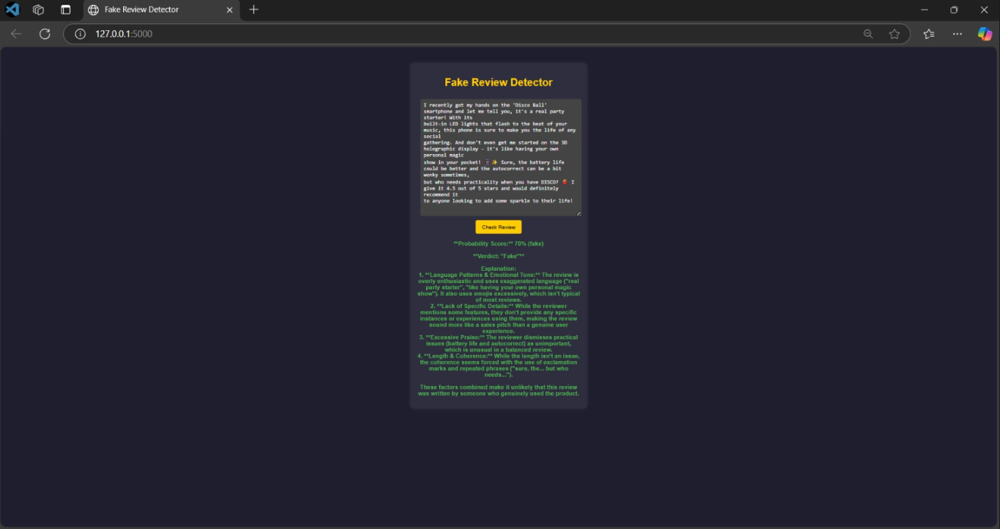 Fake Review Detector
127.0.0.1:5000
Fake Review Detector
I recently got my hands on the 'Disco Ball'
smartphone and let me tell you, it's a real party
starter! With its
built-in LED lights that flash to the beat of your
music, this phone is sure to make you the life of any
social
gathering. And don't even get me started on the 3D
holographic display - it's like having your own
personal magic
show in your pocket! 📱✨ Sure, the battery life
could be better and the autocorrect can be a bit
wonky sometimes,
but who needs practicality when you have DISCO? 💃 I
give it 4.5 out of 5 stars and would definitely
recommend it
to anyone looking to add some sparkle to their life!
Check Review
**Probability Score:** 70% (fake)
**Verdict: "Fake"**
Explanation:
1. **Language Patterns & Emotional Tone:** The review is
overly enthusiastic and uses exaggerated language ("real
party starter", "like having your own personal magic
show"). It also uses emojis excessively, which isn't typical
of most reviews.
2. **Lack of Specific Details:** While the reviewer
mentions some features, they don't provide any specific
instances or experiences using them, making the review
sound more like a sales pitch than a genuine user
experience.
3. **Excessive Praise:** The reviewer dismisses practical
issues (battery life and autocorrect) as unimportant,
which is unusual in a balanced review.
4. **Length & Coherence:** While the length isn't an issue,
the coherence seems forced with the use of exclamation
marks and repeated phrases ("sure, the... but who
needs...").
These factors combined make it unlikely that this review
was written by someone who genuinely used the product.